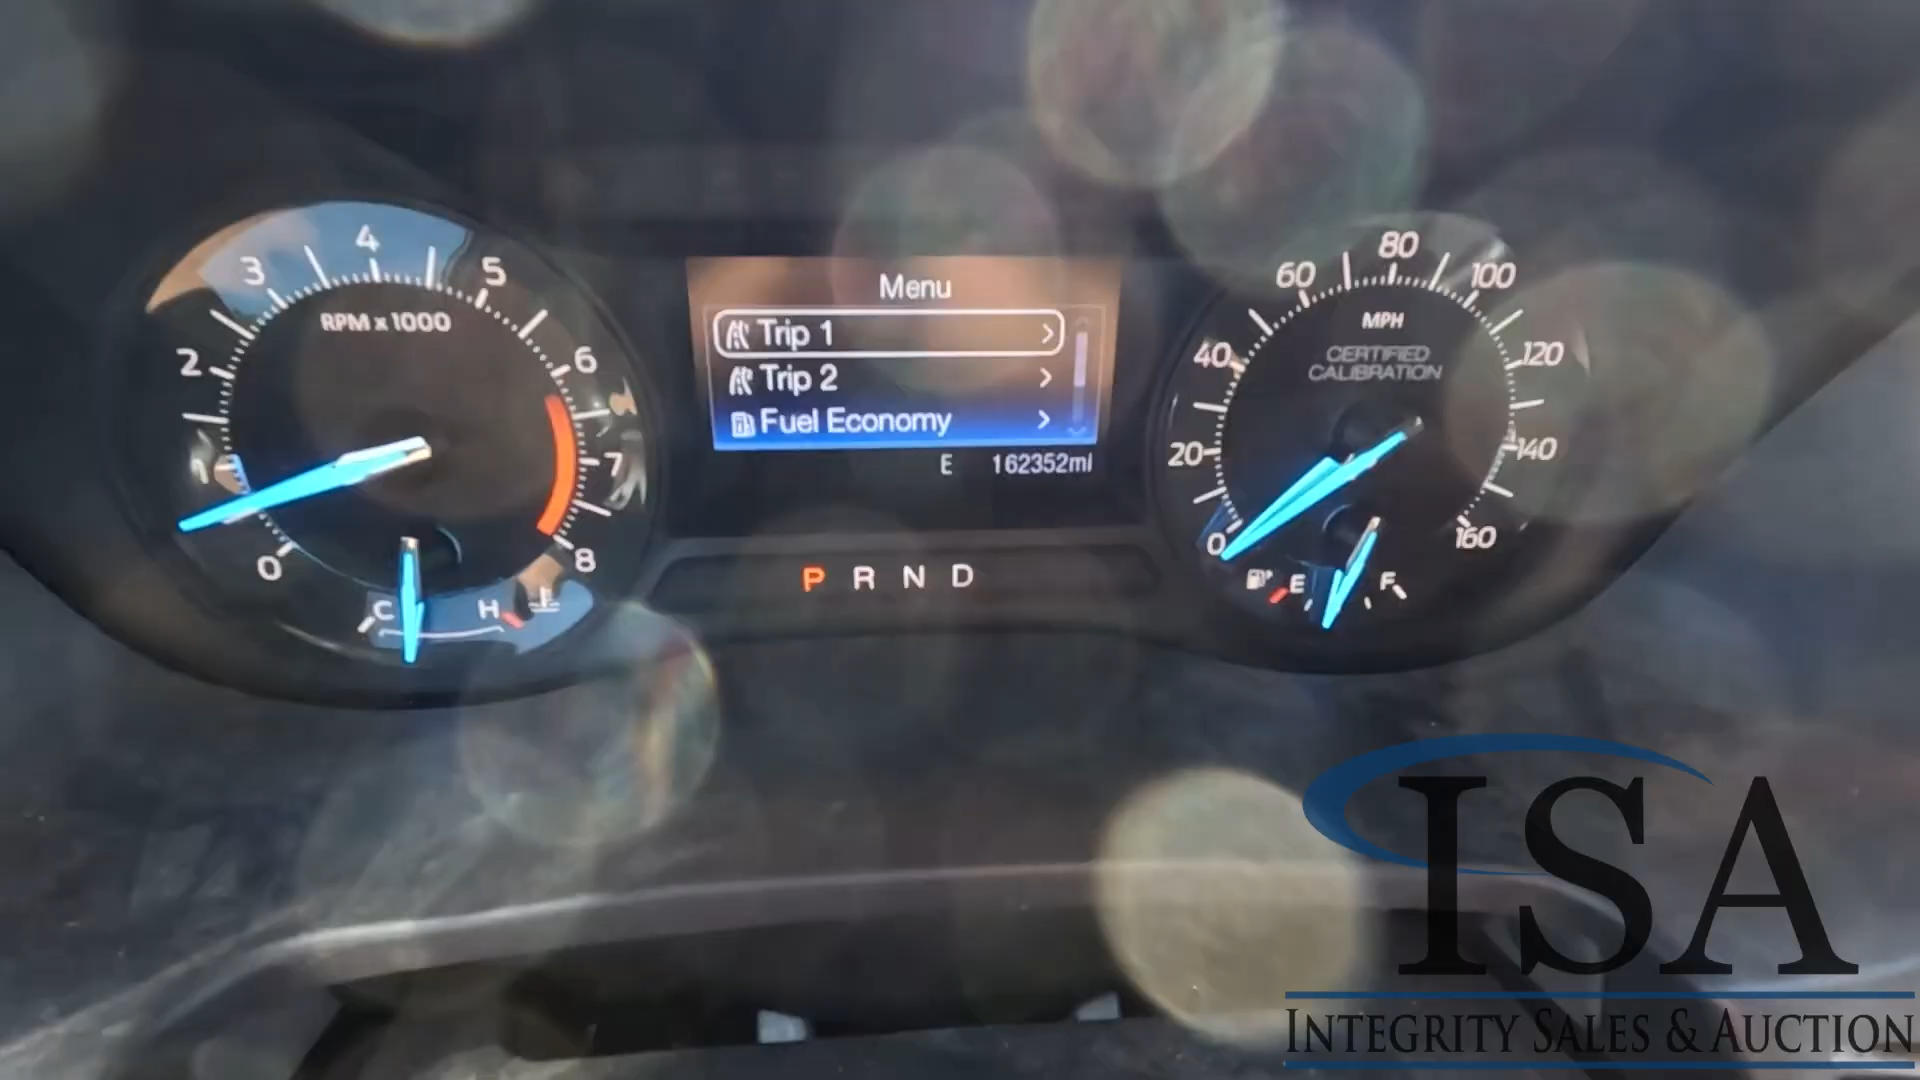 0
1
2
3
4
5
6
7
8
RPM x 1000
C H
Menu
Trip 1
Trip 2
Fuel Economy
E 162352mi
P R N D
0
20
40
60
80
100
120
140
160
MPH
CERTIFIED
CALIBRATION
E F
ISA
INTEGRITY SALES & AUCTION